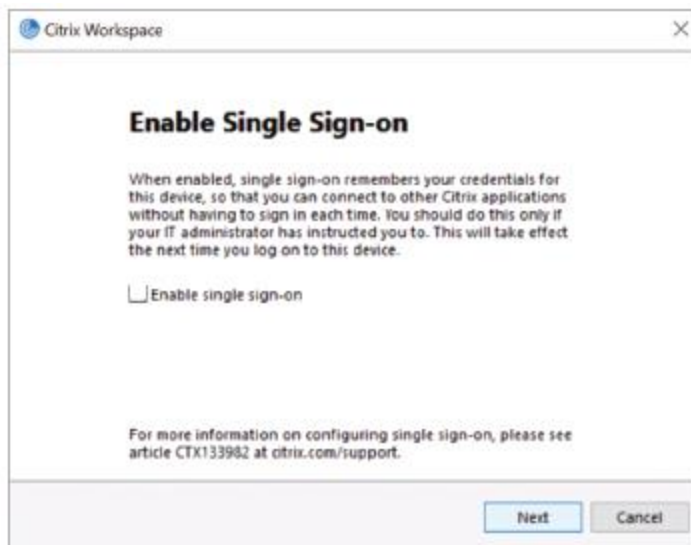 Citrix Workspace
Enable Single Sign-on
When enabled, single sign-on remembers your credentials for
this device, so that you can connect to other Citrix applications
without having to sign in each time. You should do this only if
your IT administrator has instructed you to. This will take effect
the next time you log on to this device.
Enable single sign-on
For more information on configuring single sign-on, please see
article CTX133982 at citrix.com/support.
Next Cancel